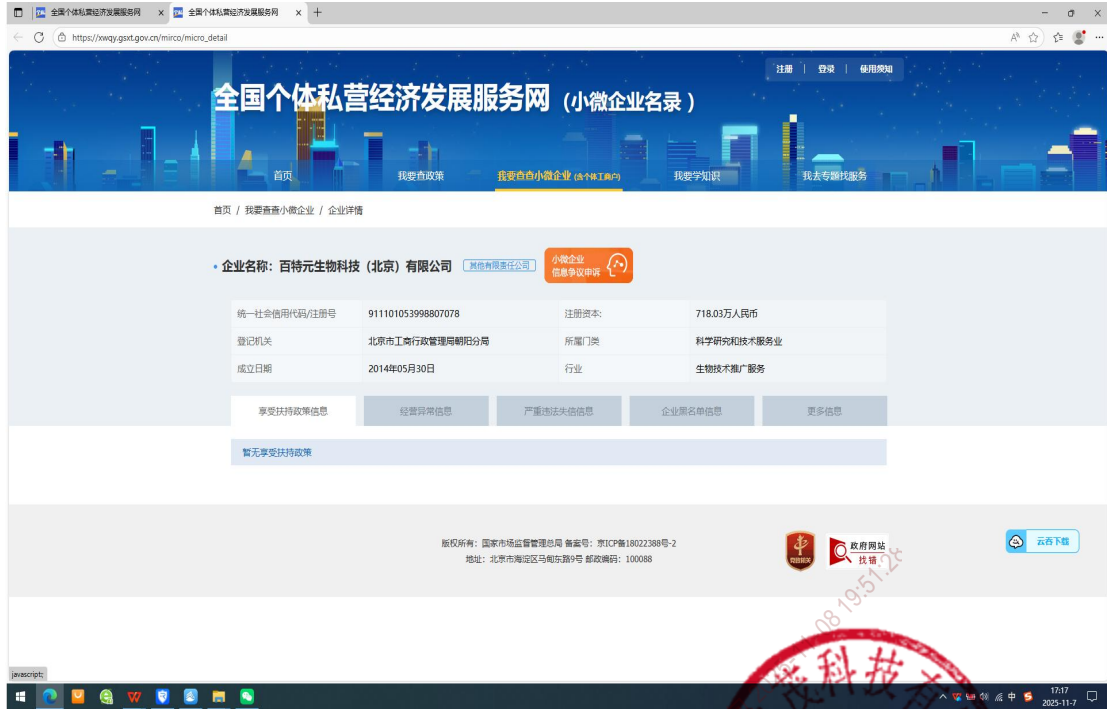 全国个体私营经济发展服务网
全国个体私营经济发展服务网
https://xwqy.gsxt.gov.cn/mirco/micro_detail
注册 | 登录 | 使用须知
全国个体私营经济发展服务网(小微企业名录)
首页 我要查政策 我要查查小微企业(含个体工商户) 我要学知识 我去专题找服务
首页 / 我要查查小微企业 / 企业详情
企业名称:百特元生物科技(北京)有限公司 其他有限责任公司
小微企业
信息争议申诉
统一社会信用代码/注册号 911101053998807078 注册资本: 718.03万人民币
登记机关 北京市工商行政管理局朝阳分局 所属门类 科学研究和技术服务业
成立日期 2014年05月30日 行业 生物技术推广服务
享受扶持政策信息 经营异常信息 严重违法失信信息 企业黑名单信息 更多信息
暂无享受扶持政策
版权所有:国家市场监督管理总局 备案号:京ICP备18022388号-2
地址:北京市海淀区马甸东路9号 邮政编码:100088
党政机关
政府网站
找错
云吞下载
08 19:51:28
科技有
javascript:
中
17:17
2025-11-7